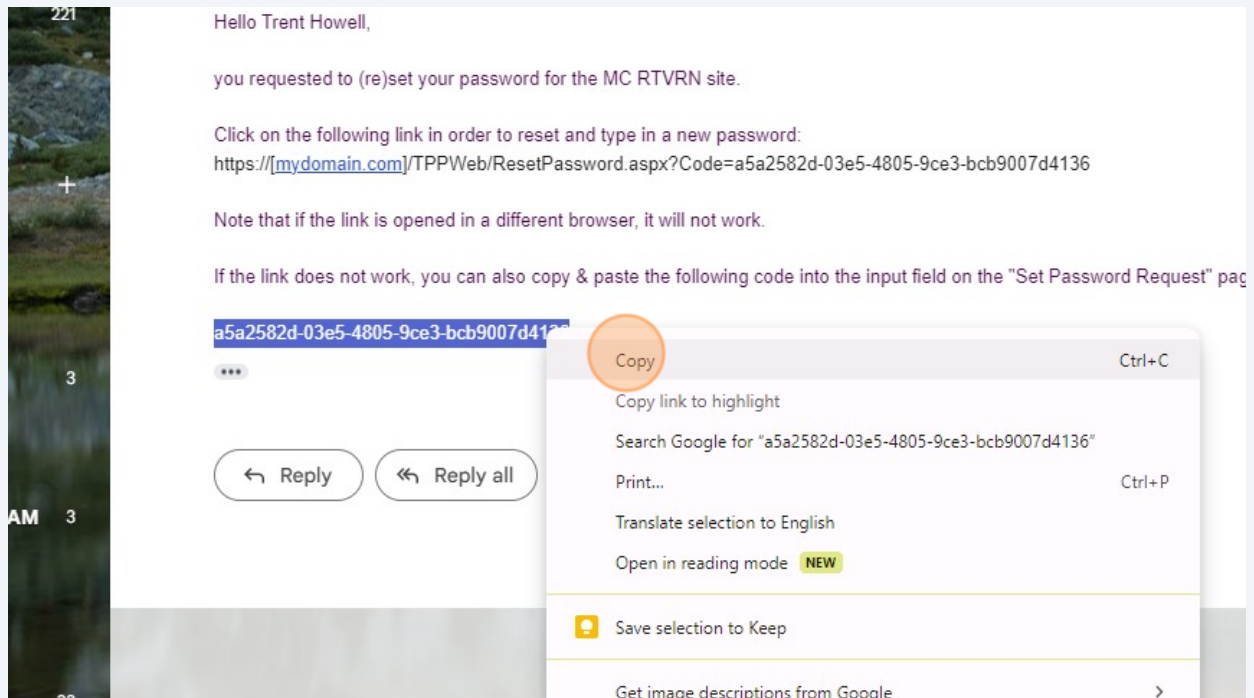 221
Hello Trent Howell,
you requested to (re)set your password for the MC RTVRN site.
Click on the following link in order to reset and type in a new password:
https://[mydomain.com]/TPPWeb/ResetPassword.aspx?Code=a5a2582d-03e5-4805-9ce3-bcb9007d4136
+
Note that if the link is opened in a different browser, it will not work.
If the link does not work, you can also copy & paste the following code into the input field on the "Set Password Request" pag
a5a2582d-03e5-4805-9ce3-bcb9007d4136
Copy Ctrl+C
3
Copy link to highlight
Search Google for “a5a2582d-03e5-4805-9ce3-bcb9007d4136”
Reply Reply all
Print... Ctrl+P
AM 3
Translate selection to English
Open in reading mode NEW
Save selection to Keep
Get image descriptions from Google